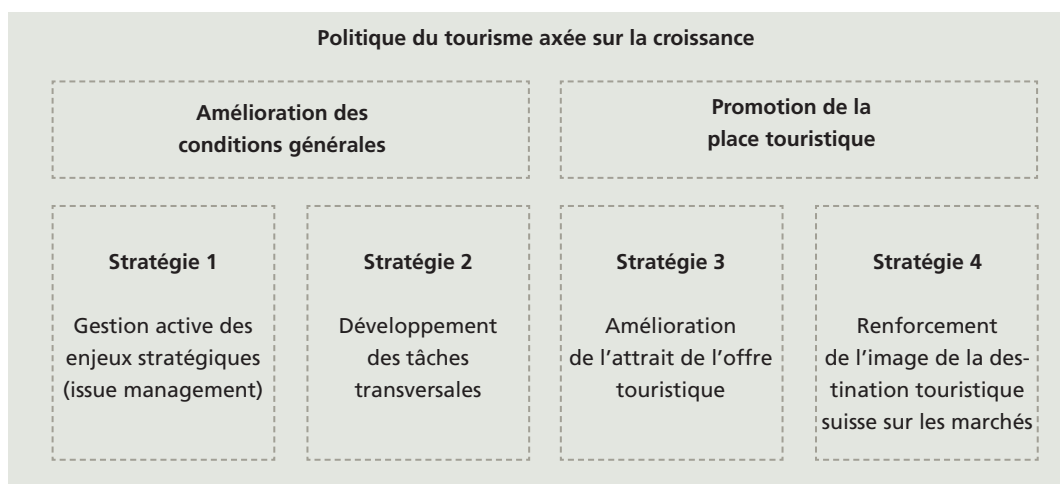 Politique du tourisme axée sur la croissance
Amélioration des
conditions générales
Promotion de la
place touristique
Stratégie 1
Gestion active des
enjeux stratégiques
(issue management)
Stratégie 2
Développement
des tâches
transversales
Stratégie 3
Amélioration
de l’attrait de l’offre
touristique
Stratégie 4
Renforcement
de l’image de la des-
tination touristique
suisse sur les marchés